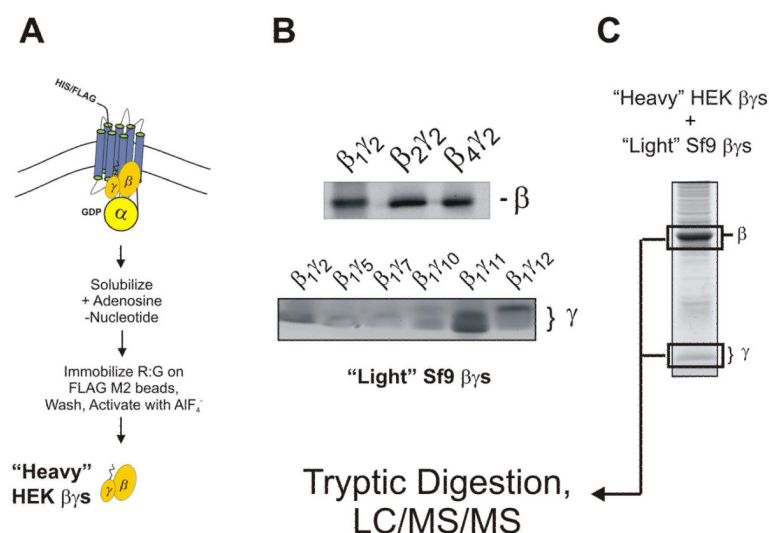 A
HIS/FLAG
γ β
GDP α
Solubilize
+ Adenosine
-Nucleotide
Immobilize R:G on
FLAG M2 beads,
Wash, Activate with AlF₄⁻
"Heavy"
HEK βγs
γ β
B
β₁γ₂ β₂γ₂ β₄γ₂
- β
β₁γ₂ β₁γ₅ β₁γ₇ β₁γ₁₀ β₁γ₁₁ β₁γ₁₂
} γ
"Light" Sf9 βγs
C
"Heavy" HEK βγs
+
"Light" Sf9 βγs
β
} γ
Tryptic Digestion,
LC/MS/MS